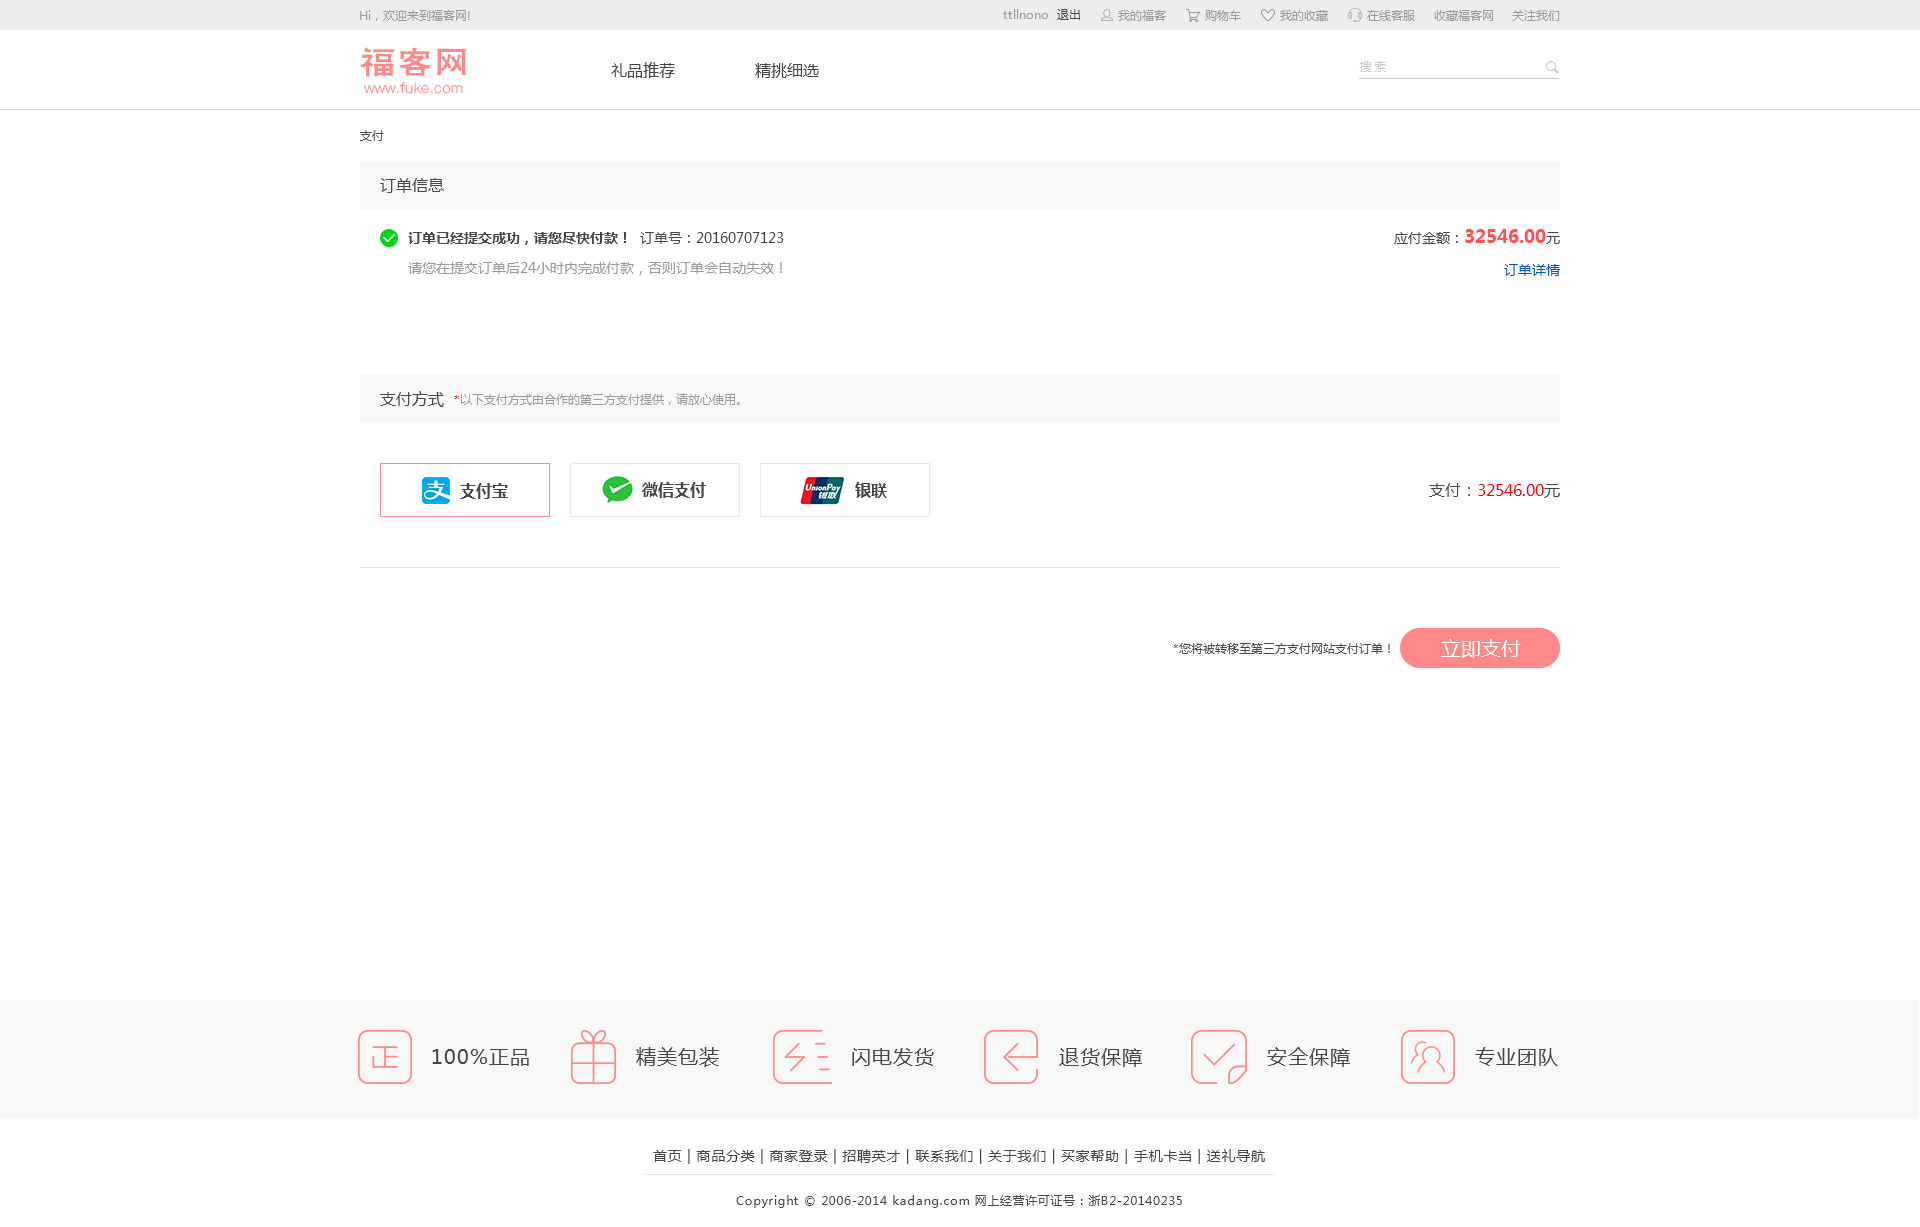 Hi，欢迎来到福客网!
ttllnono 退出 我的福客 购物车 我的收藏 在线客服 收藏福客网 关注我们
福客网
www.fuke.com
礼品推荐 精挑细选
搜索
支付
订单信息
订单已经提交成功，请您尽快付款！ 订单号：20160707123
应付金额：32546.00元
请您在提交订单后24小时内完成付款，否则订单会自动失效！
订单详情
支付方式 *以下支付方式由合作的第三方支付提供，请放心使用。
支 支付宝
微信支付
UnionPay 银联 银联
支付：32546.00元
*您将被转移至第三方支付网站支付订单！ 立即支付
正 100%正品 精美包装 闪电发货 退货保障 安全保障 专业团队
首页 | 商品分类 | 商家登录 | 招聘英才 | 联系我们 | 关于我们 | 买家帮助 | 手机卡当 | 送礼导航
Copyright © 2006-2014 kadang.com 网上经营许可证号：浙B2-20140235